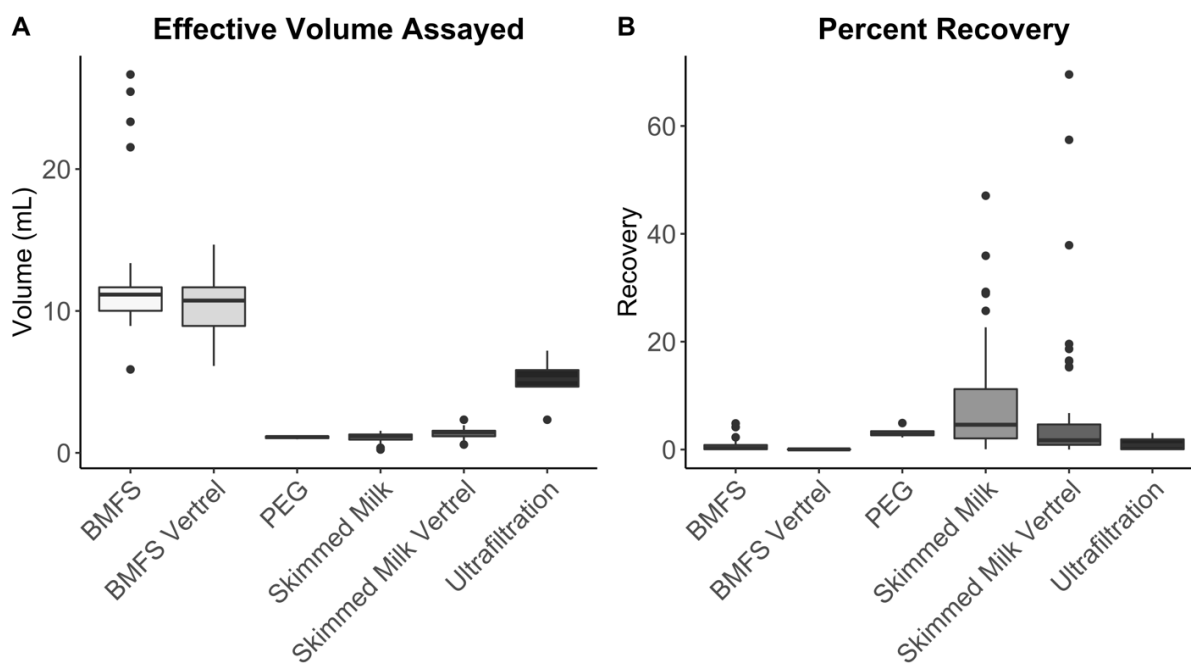 A Effective Volume Assayed
Volume (mL)
20
10
0
BMFS
BMFS Vertrel
PEG
Skimmed Milk
Skimmed Milk Vertrel
Ultrafiltration
B Percent Recovery
Recovery
60
40
20
0
BMFS
BMFS Vertrel
PEG
Skimmed Milk
Skimmed Milk Vertrel
Ultrafiltration